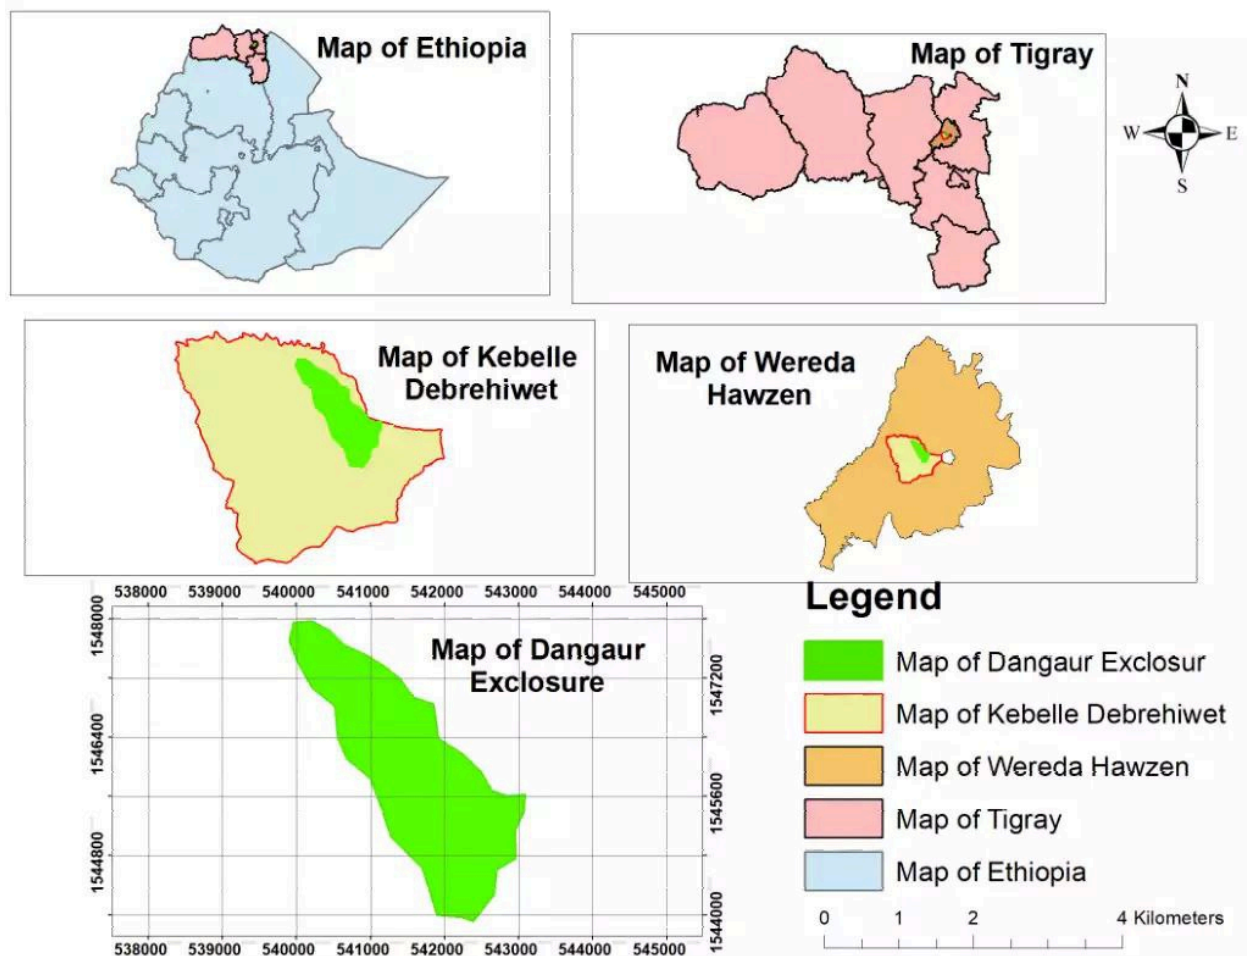 Map of Ethiopia
Map of Tigray
N
W E
S
Map of Kebelle
Debrehiwet
Map of Wereda
Hawzen
538000 539000 540000 541000 542000 543000 544000 545000
1548000
1546400
1544800
Map of Dangaur
Exclosure
1547200
1545600
1544000
538000 539000 540000 541000 542000 543000 544000 545000
Legend
Map of Dangaur Exclosur
Map of Kebelle Debrehiwet
Map of Wereda Hawzen
Map of Tigray
Map of Ethiopia
0 1 2 4 Kilometers